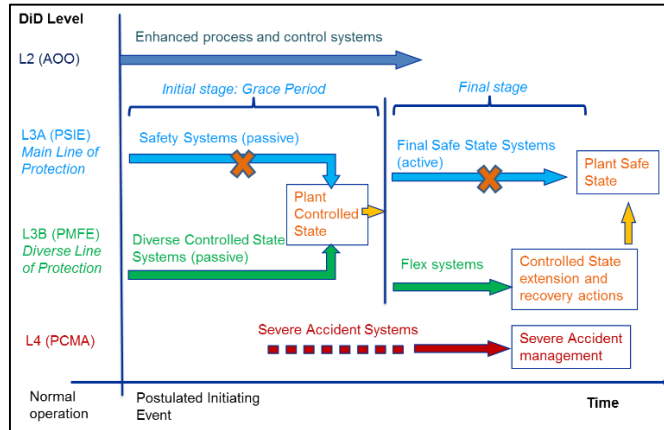 DiD Level
Enhanced process and control systems
L2 (AOO)
Initial stage: Grace Period
Final stage
L3A (PSIE)
Main Line of
Protection
Safety Systems (passive)
Final Safe State Systems
(active)
Plant Safe
State
Plant
Controlled
State
L3B (PMFE)
Diverse Line
of Protection
Diverse Controlled State
Systems (passive)
Flex systems
Controlled State
extension and
recovery actions
L4 (PCMA)
Severe Accident Systems
Severe Accident
management
Normal
operation
Postulated Initiating
Event
Time